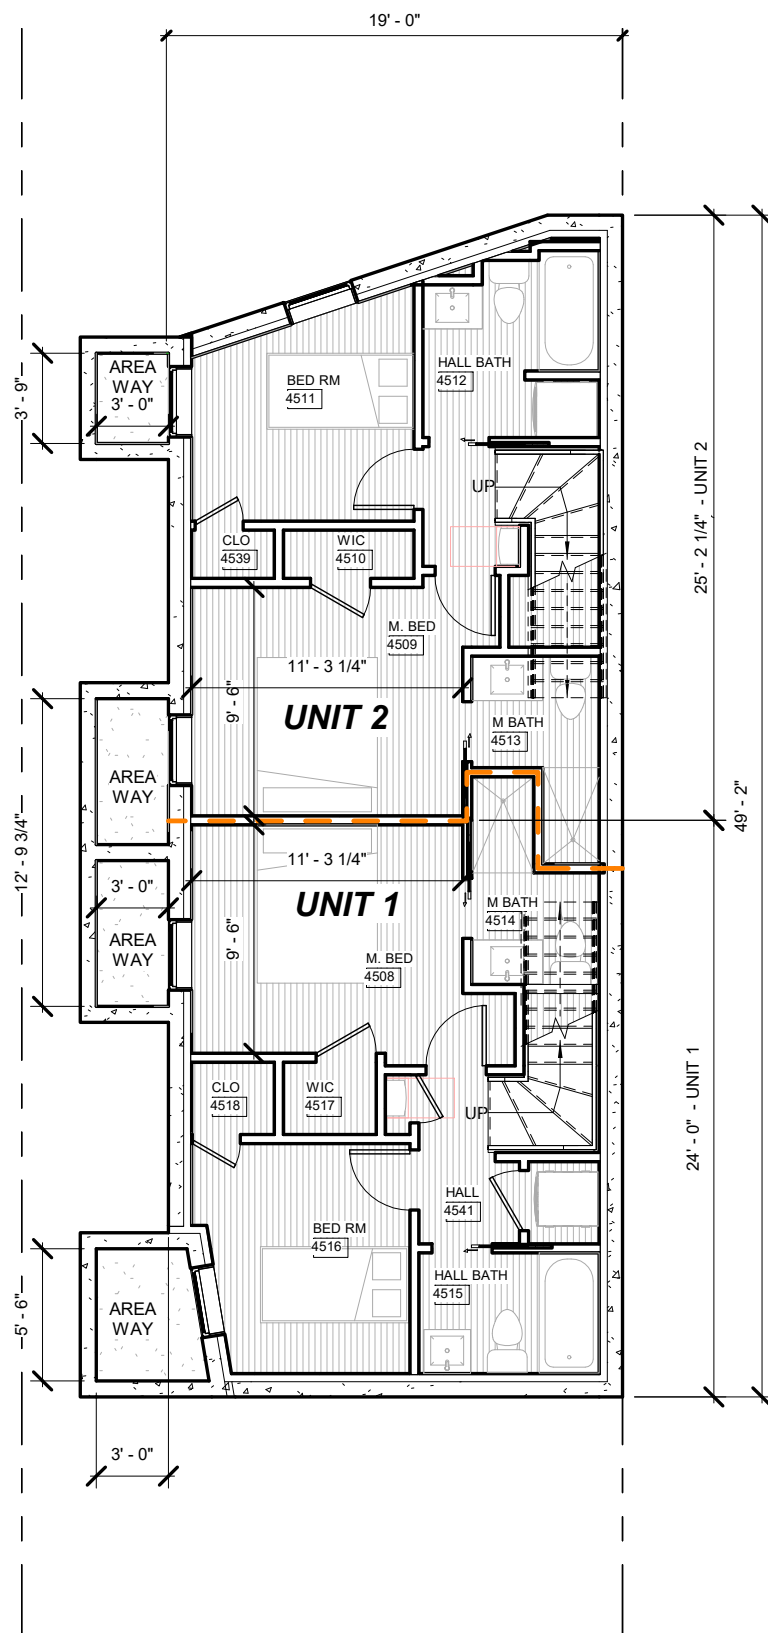 19' - 0"
AREA
WAY
3' - 0"
3' - 9"
BED RM
4511
HALL BATH
4512
UP
CLO
4539
WIC
4510
25' - 2 1/4" - UNIT 2
M. BED
4509
11' - 3 1/4"
9' - 6"
UNIT 2
M BATH
4513
AREA
WAY
12' - 9 3/4"
49' - 2"
11' - 3 1/4"
3' - 0"
UNIT 1
M BATH
4514
AREA
WAY
9' - 6"
M. BED
4508
CLO
4518
WIC
4517
UP
24' - 0" - UNIT 1
HALL
4541
BED RM
4516
HALL BATH
4515
AREA
WAY
5' - 6"
3' - 0"